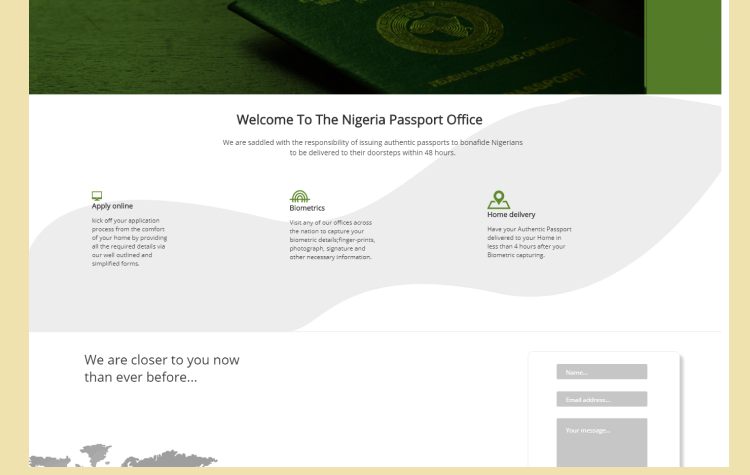 FEDERAL REPUBLIC OF NIGERIA
PASSPORT
Welcome To The Nigeria Passport Office
We are saddled with the responsibility of issuing authentic passports to bonafide Nigerians
to be delivered to their doorsteps within 48 hours.
Apply online
kick off your application
process from the comfort
of your home by providing
all the required details via
our well outlined and
simplified forms.
Biometrics
Visit any of our offices across
the nation to capture your
biometric details;finger-prints,
photograph, signature and
other necessary information.
Home delivery
Have your Authentic Passport
delivered to your Home in
less than 4 hours after your
Biometric capturing.
We are closer to you now
than ever before...
Name...
Email address...
Your message...